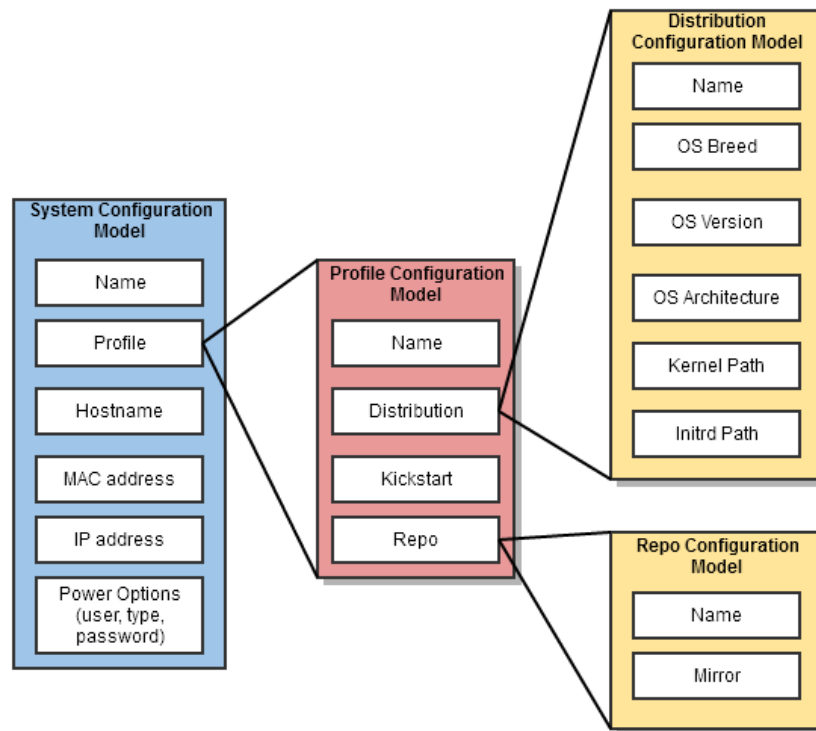 System Configuration
Model
Name
Profile
Hostname
MAC address
IP address
Power Options
(user, type,
password)
Profile Configuration
Model
Name
Distribution
Kickstart
Repo
Distribution
Configuration Model
Name
OS Breed
OS Version
OS Architecture
Kernel Path
Initrd Path
Repo Configuration
Model
Name
Mirror